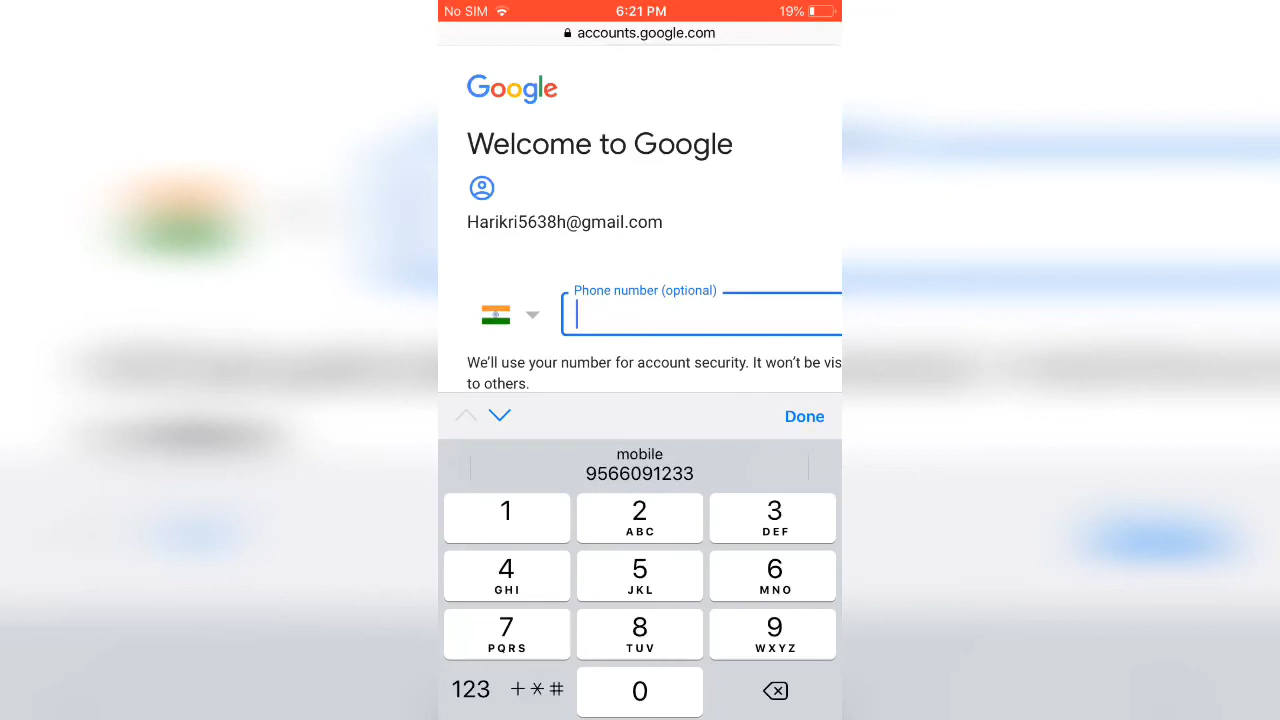 No SIM 6:21 PM 19%
accounts.google.com
Google
Welcome to Google
Harikri5638h@gmail.com
Phone number (optional)
We'll use your number for account security. It won't be vis
to others.
Done
mobile
9566091233
1 2 3
ABC DEF
4 5 6
GHI JKL MNO
7 8 9
PQRS TUV WXYZ
123 +*# 0